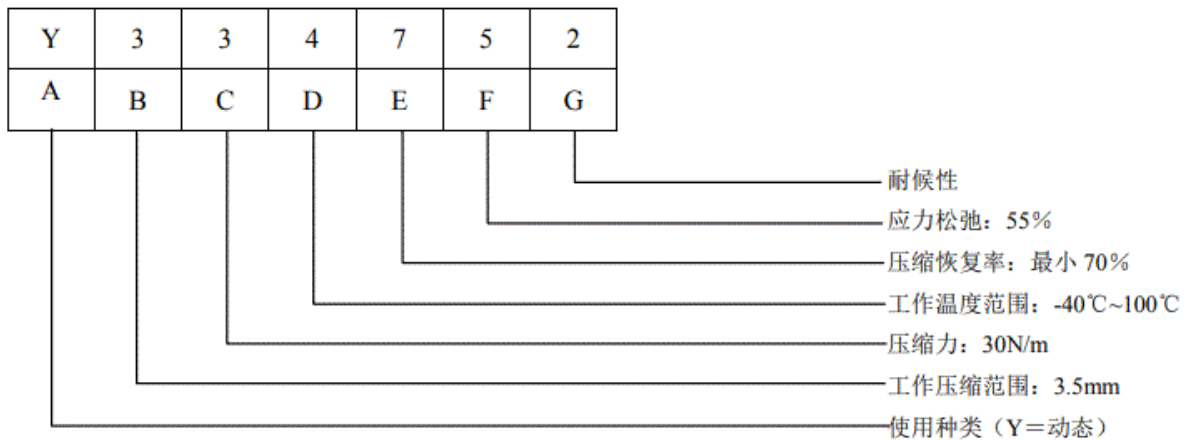 Y 3 3 4 7 5 2
A B C D E F G
耐候性
应力松弛：55％
压缩恢复率：最小 70％
工作温度范围：-40℃~100℃
压缩力：30N/m
工作压缩范围：3.5mm
使用种类（Y＝动态）